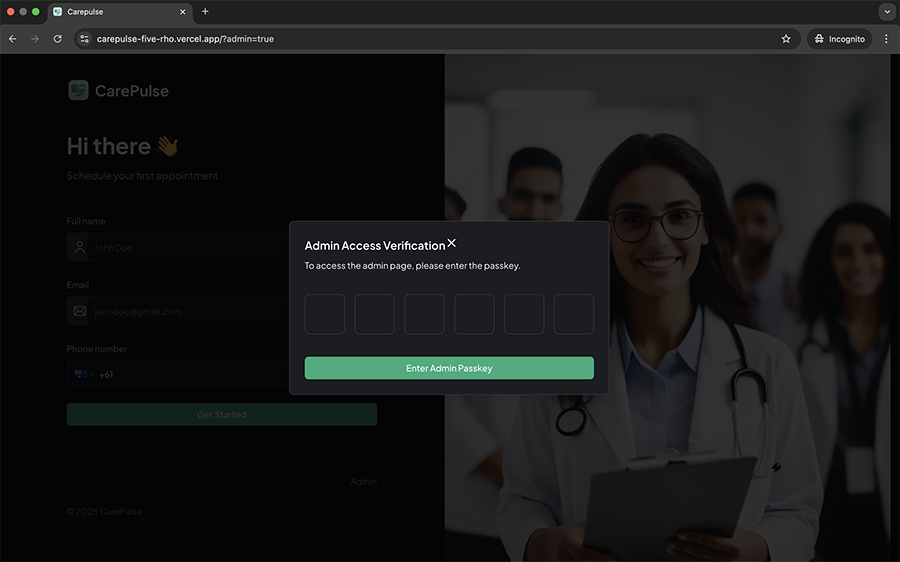 Carepulse
carepulse-five-rho.vercel.app/?admin=true
Incognito
CarePulse
Hi there 👋
Schedule your first appointment.
Full name
John Doe
Email
johndoe@gmail.com
Phone number
+61
Get Started
Admin
© 2025 CarePulse
Admin Access Verification
To access the admin page, please enter the passkey.
Enter Admin Passkey